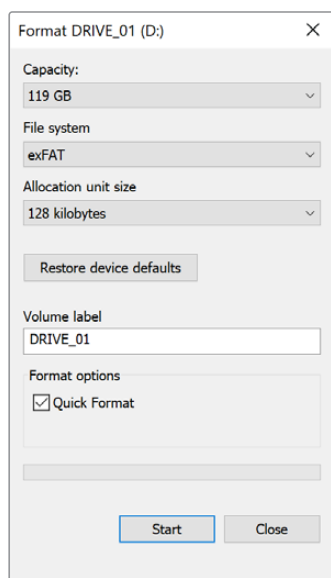 Format DRIVE_01 (D:)
Capacity:
119 GB
File system
exFAT
Allocation unit size
128 kilobytes
Restore device defaults
Volume label
DRIVE_01
Format options
Quick Format
Start Close